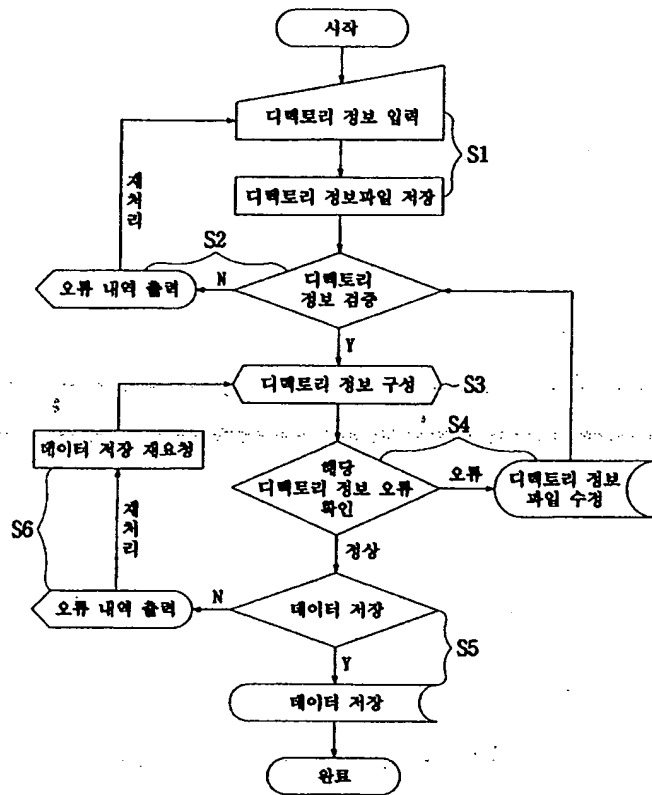 시작
디렉토리 정보 입력
S1
재
처
리
디렉토리 정보파일 저장
S2
오류 내역 출력
N
디렉토리
정보 검증
Y
디렉토리 정보 구성
S3
데이터 저장 재요청
S4
해당
디렉토리 정보 오류
확인
오류
디렉토리 정보
파일 수정
S6
재
처
리
정상
오류 내역 출력
N
데이터 저장
S5
Y
데이터 저장
완료